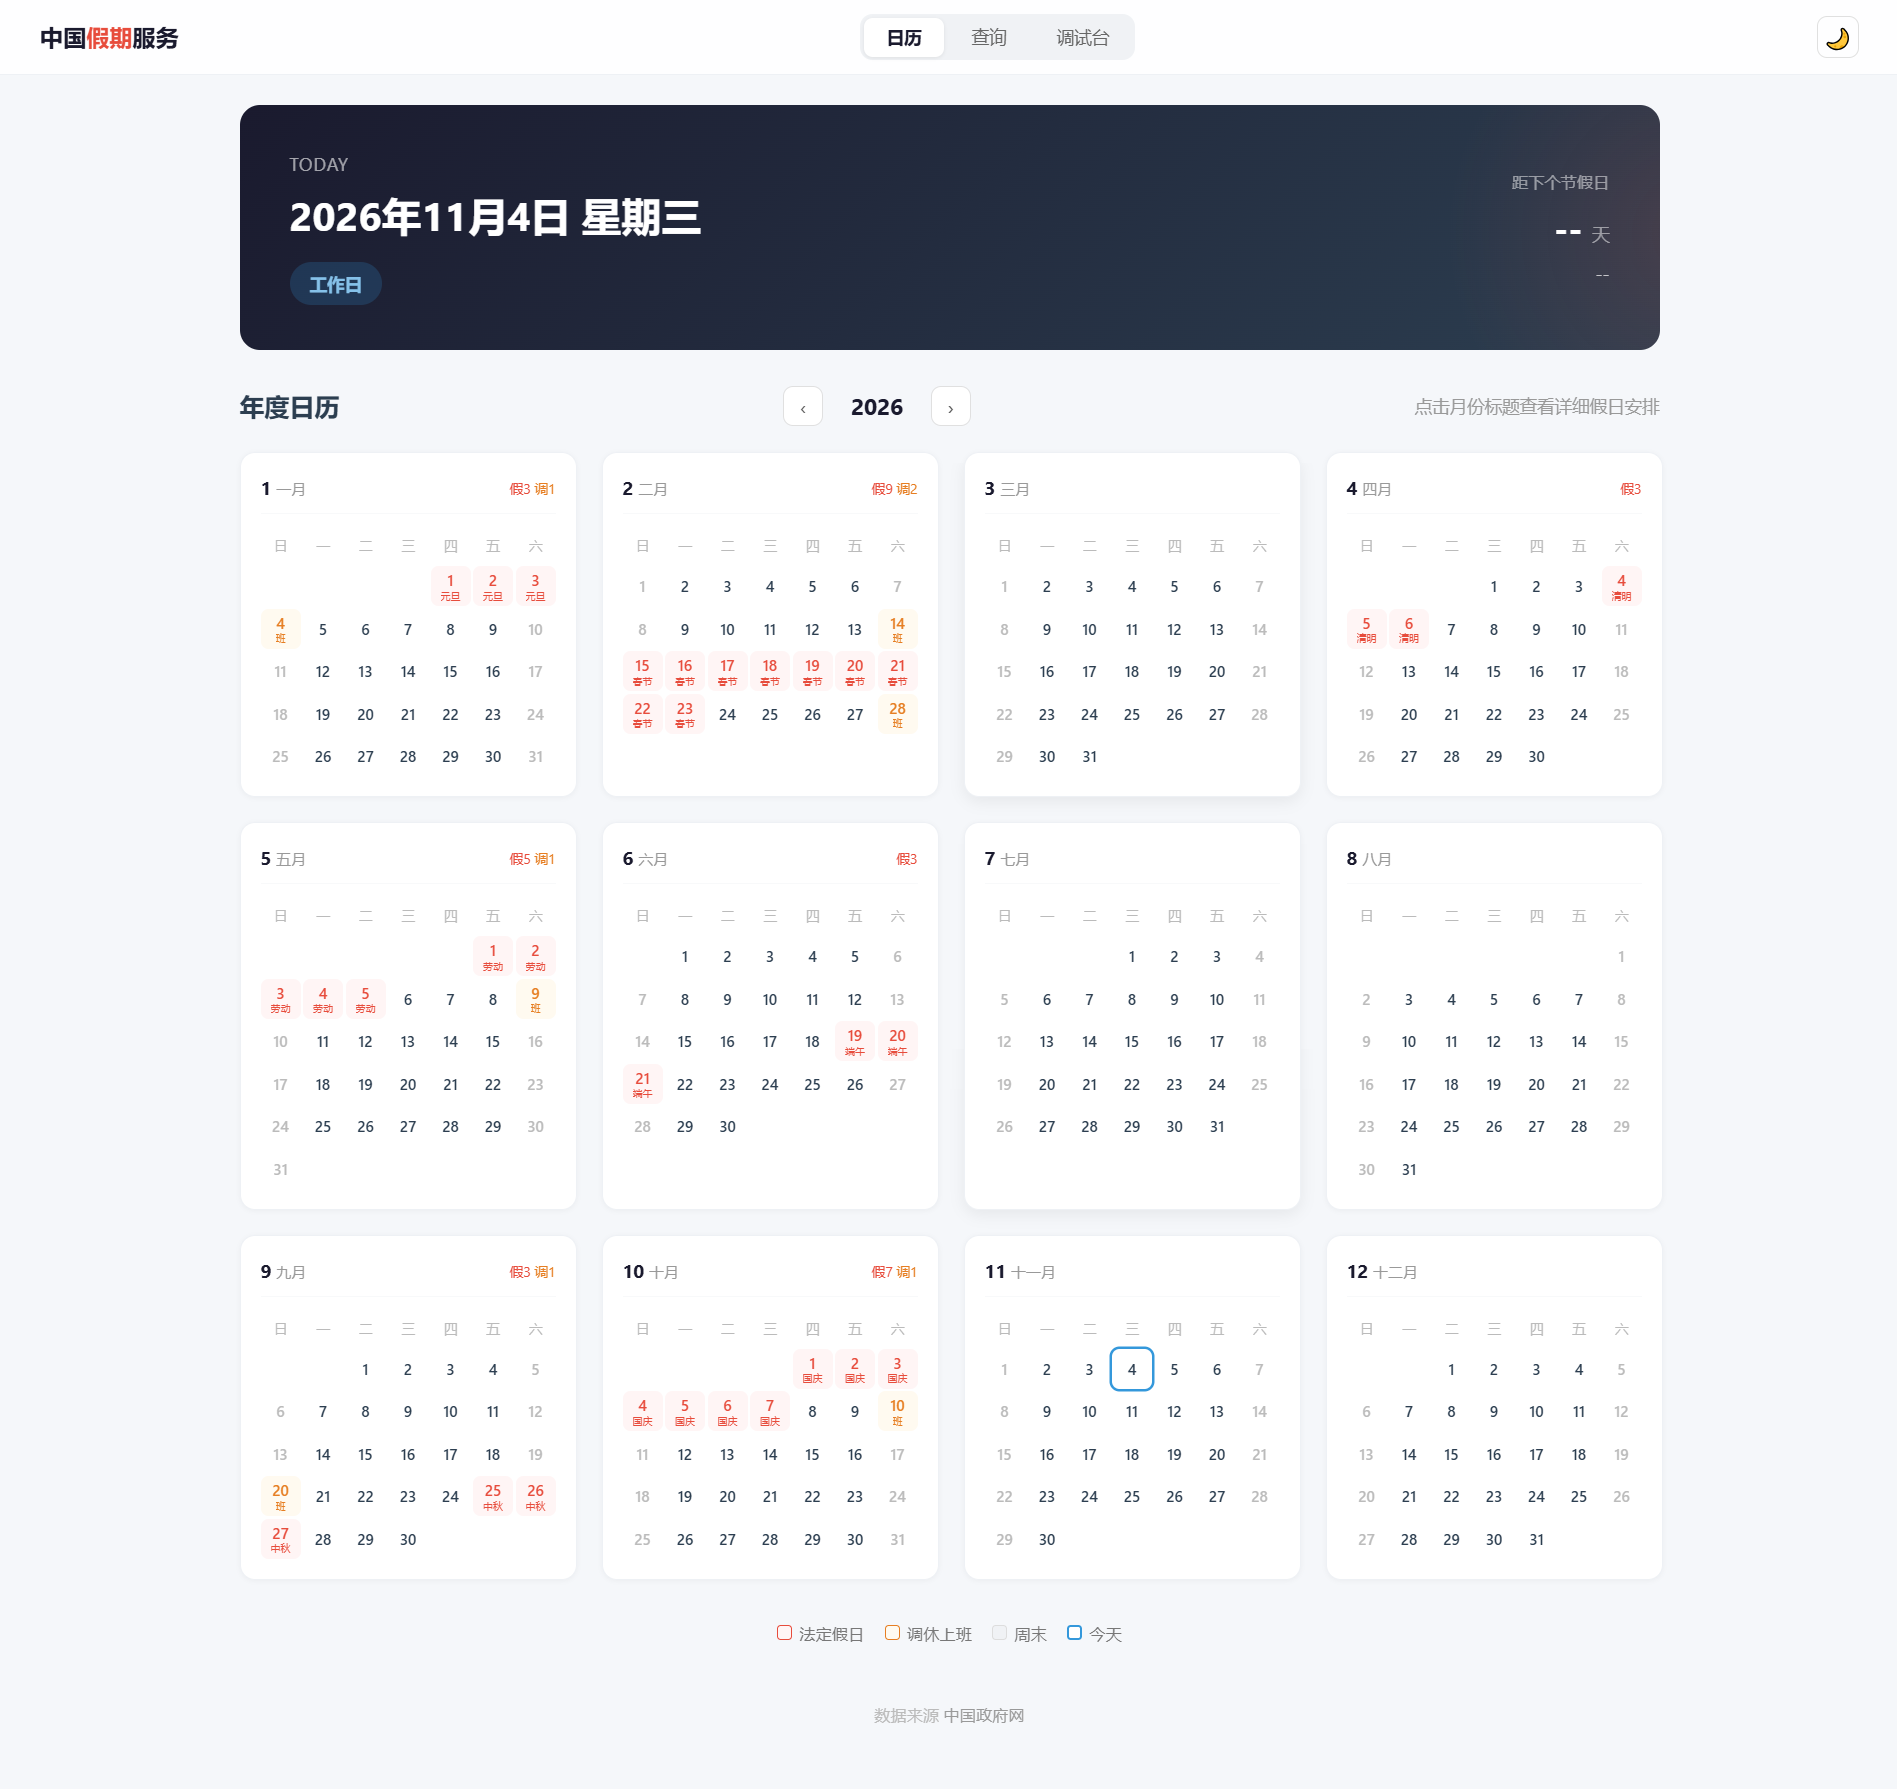 中国假期服务
日历 查询 调试台
TODAY
2026年11月4日 星期三
工作日
距下个节假日
-- 天
--
年度日历
‹ 2026 ›
点击月份标题查看详细假日安排
1 一月 假3 调1
日 一 二 三 四 五 六
1 元旦 2 元旦 3 元旦
4 班 5 6 7 8 9 10
11 12 13 14 15 16 17
18 19 20 21 22 23 24
25 26 27 28 29 30 31
2 二月 假9 调2
日 一 二 三 四 五 六
1 2 3 4 5 6 7
8 9 10 11 12 13 14 班
15 春节 16 春节 17 春节 18 春节 19 春节 20 春节 21 春节
22 春节 23 春节 24 25 26 27 28 班
3 三月
日 一 二 三 四 五 六
1 2 3 4 5 6 7
8 9 10 11 12 13 14
15 16 17 18 19 20 21
22 23 24 25 26 27 28
29 30 31
4 四月 假3
日 一 二 三 四 五 六
1 2 3 4 清明
5 清明 6 清明 7 8 9 10 11
12 13 14 15 16 17 18
19 20 21 22 23 24 25
26 27 28 29 30
5 五月 假5 调1
日 一 二 三 四 五 六
1 劳动 2 劳动
3 劳动 4 劳动 5 劳动 6 7 8 9 班
10 11 12 13 14 15 16
17 18 19 20 21 22 23
24 25 26 27 28 29 30
31
6 六月 假3
日 一 二 三 四 五 六
1 2 3 4 5 6
7 8 9 10 11 12 13
14 15 16 17 18 19 端午 20 端午
21 端午 22 23 24 25 26 27
28 29 30
7 七月
日 一 二 三 四 五 六
1 2 3 4
5 6 7 8 9 10 11
12 13 14 15 16 17 18
19 20 21 22 23 24 25
26 27 28 29 30 31
8 八月
日 一 二 三 四 五 六
1
2 3 4 5 6 7 8
9 10 11 12 13 14 15
16 17 18 19 20 21 22
23 24 25 26 27 28 29
30 31
9 九月 假3 调1
日 一 二 三 四 五 六
1 2 3 4 5
6 7 8 9 10 11 12
13 14 15 16 17 18 19
20 班 21 22 23 24 25 中秋 26 中秋
27 中秋 28 29 30
10 十月 假7 调1
日 一 二 三 四 五 六
1 国庆 2 国庆 3 国庆
4 国庆 5 国庆 6 国庆 7 国庆 8 9 10 班
11 12 13 14 15 16 17
18 19 20 21 22 23 24
25 26 27 28 29 30 31
11 十一月
日 一 二 三 四 五 六
1 2 3 4 5 6 7
8 9 10 11 12 13 14
15 16 17 18 19 20 21
22 23 24 25 26 27 28
29 30
12 十二月
日 一 二 三 四 五 六
1 2 3 4 5
6 7 8 9 10 11 12
13 14 15 16 17 18 19
20 21 22 23 24 25 26
27 28 29 30 31
法定假日 调休上班 周末 今天
数据来源 中国政府网